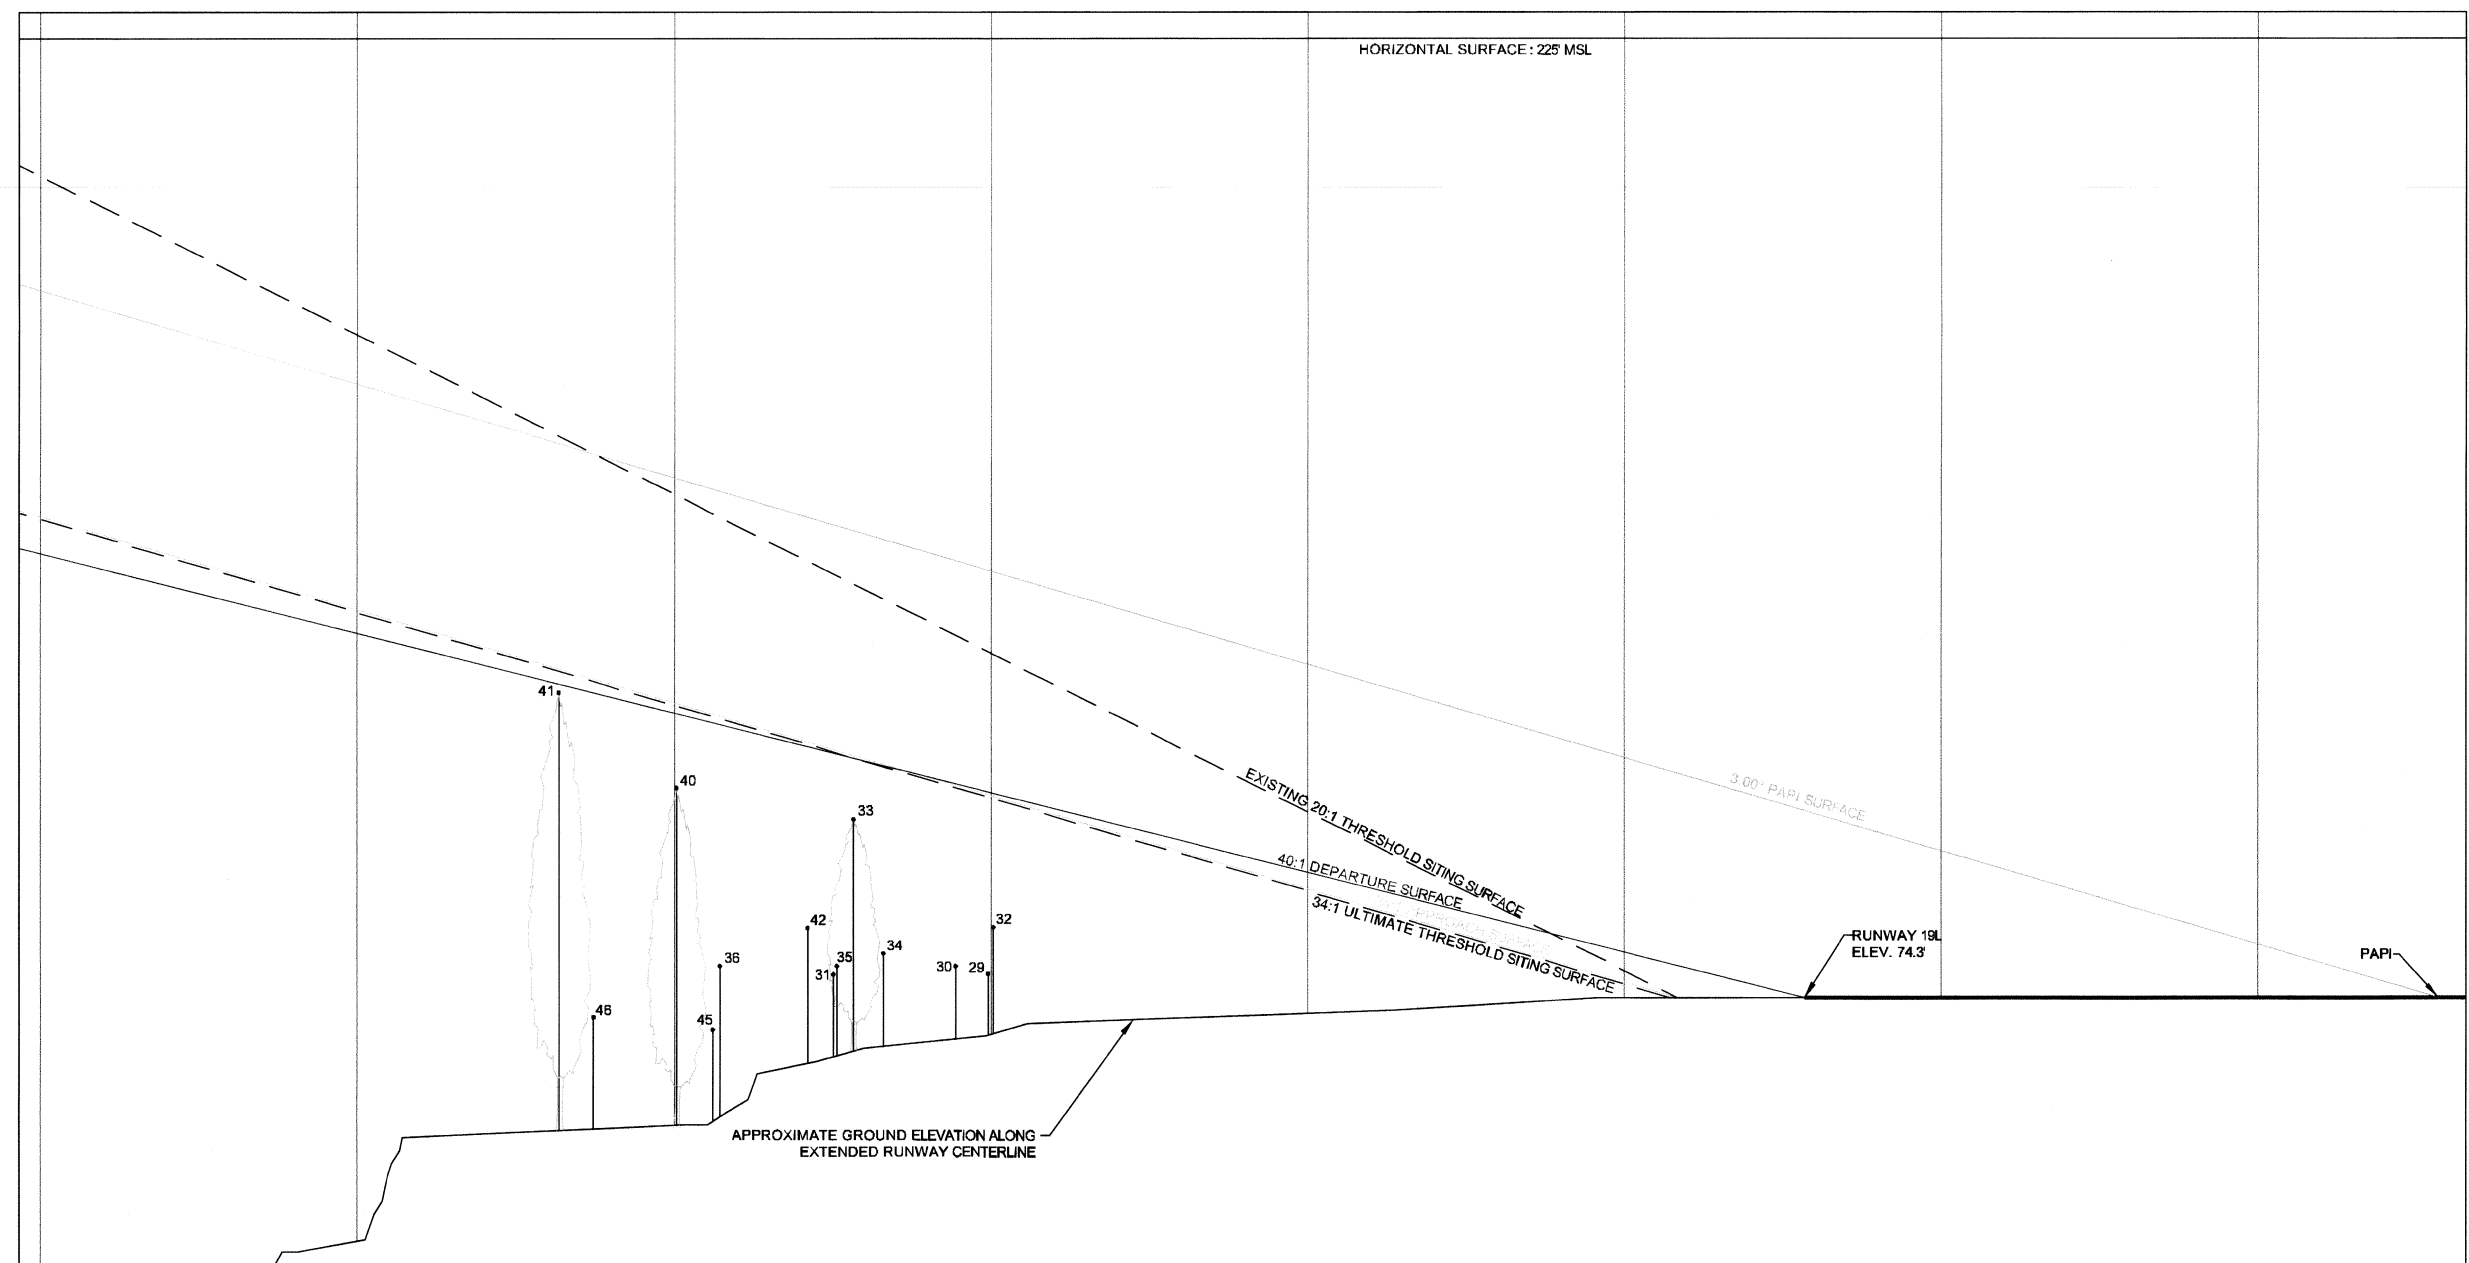 HORIZONTAL SURFACE: 225' MSL
41
40
33
EXISTING 20:1 THRESHOLD SITING SURFACE
3.00° PAPI SURFACE
40:1 DEPARTURE SURFACE
34:1 ULTIMATE THRESHOLD SITING SURFACE
42
32
RUNWAY 19L
ELEV. 74.3'
PAPI
36
31
35
34
30
29
46
45
APPROXIMATE GROUND ELEVATION ALONG
EXTENDED RUNWAY CENTERLINE